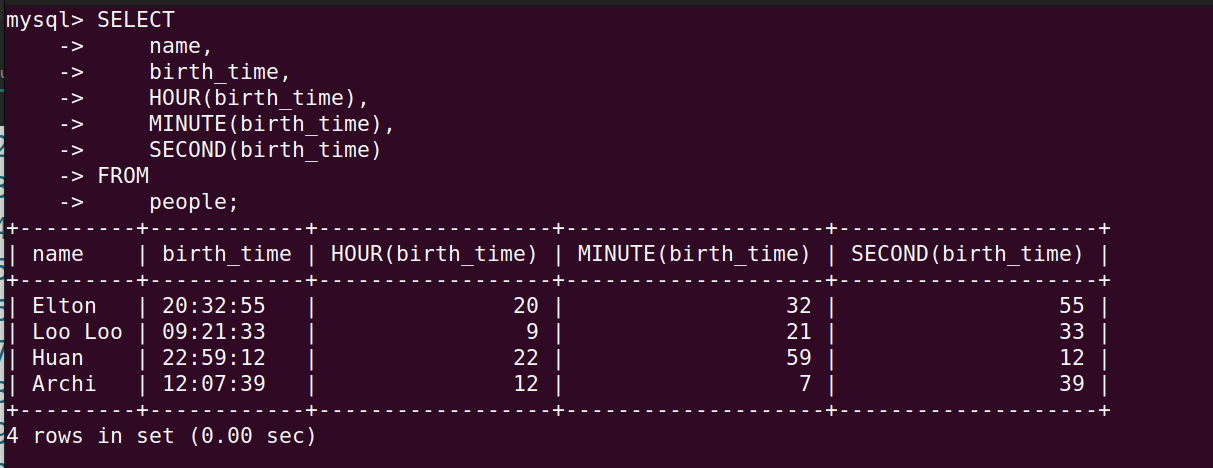 mysql> SELECT
    ->     name,
    ->     birth_time,
    ->     HOUR(birth_time),
    ->     MINUTE(birth_time),
    ->     SECOND(birth_time)
    -> FROM
    ->     people;
+---------+------------+------------------+--------------------+--------------------+
| name    | birth_time | HOUR(birth_time) | MINUTE(birth_time) | SECOND(birth_time) |
+---------+------------+------------------+--------------------+--------------------+
| Elton   | 20:32:55   |               20 |                 32 |                 55 |
| Loo Loo | 09:21:33   |                9 |                 21 |                 33 |
| Huan    | 22:59:12   |               22 |                 59 |                 12 |
| Archi   | 12:07:39   |               12 |                  7 |                 39 |
+---------+------------+------------------+--------------------+--------------------+
4 rows in set (0.00 sec)